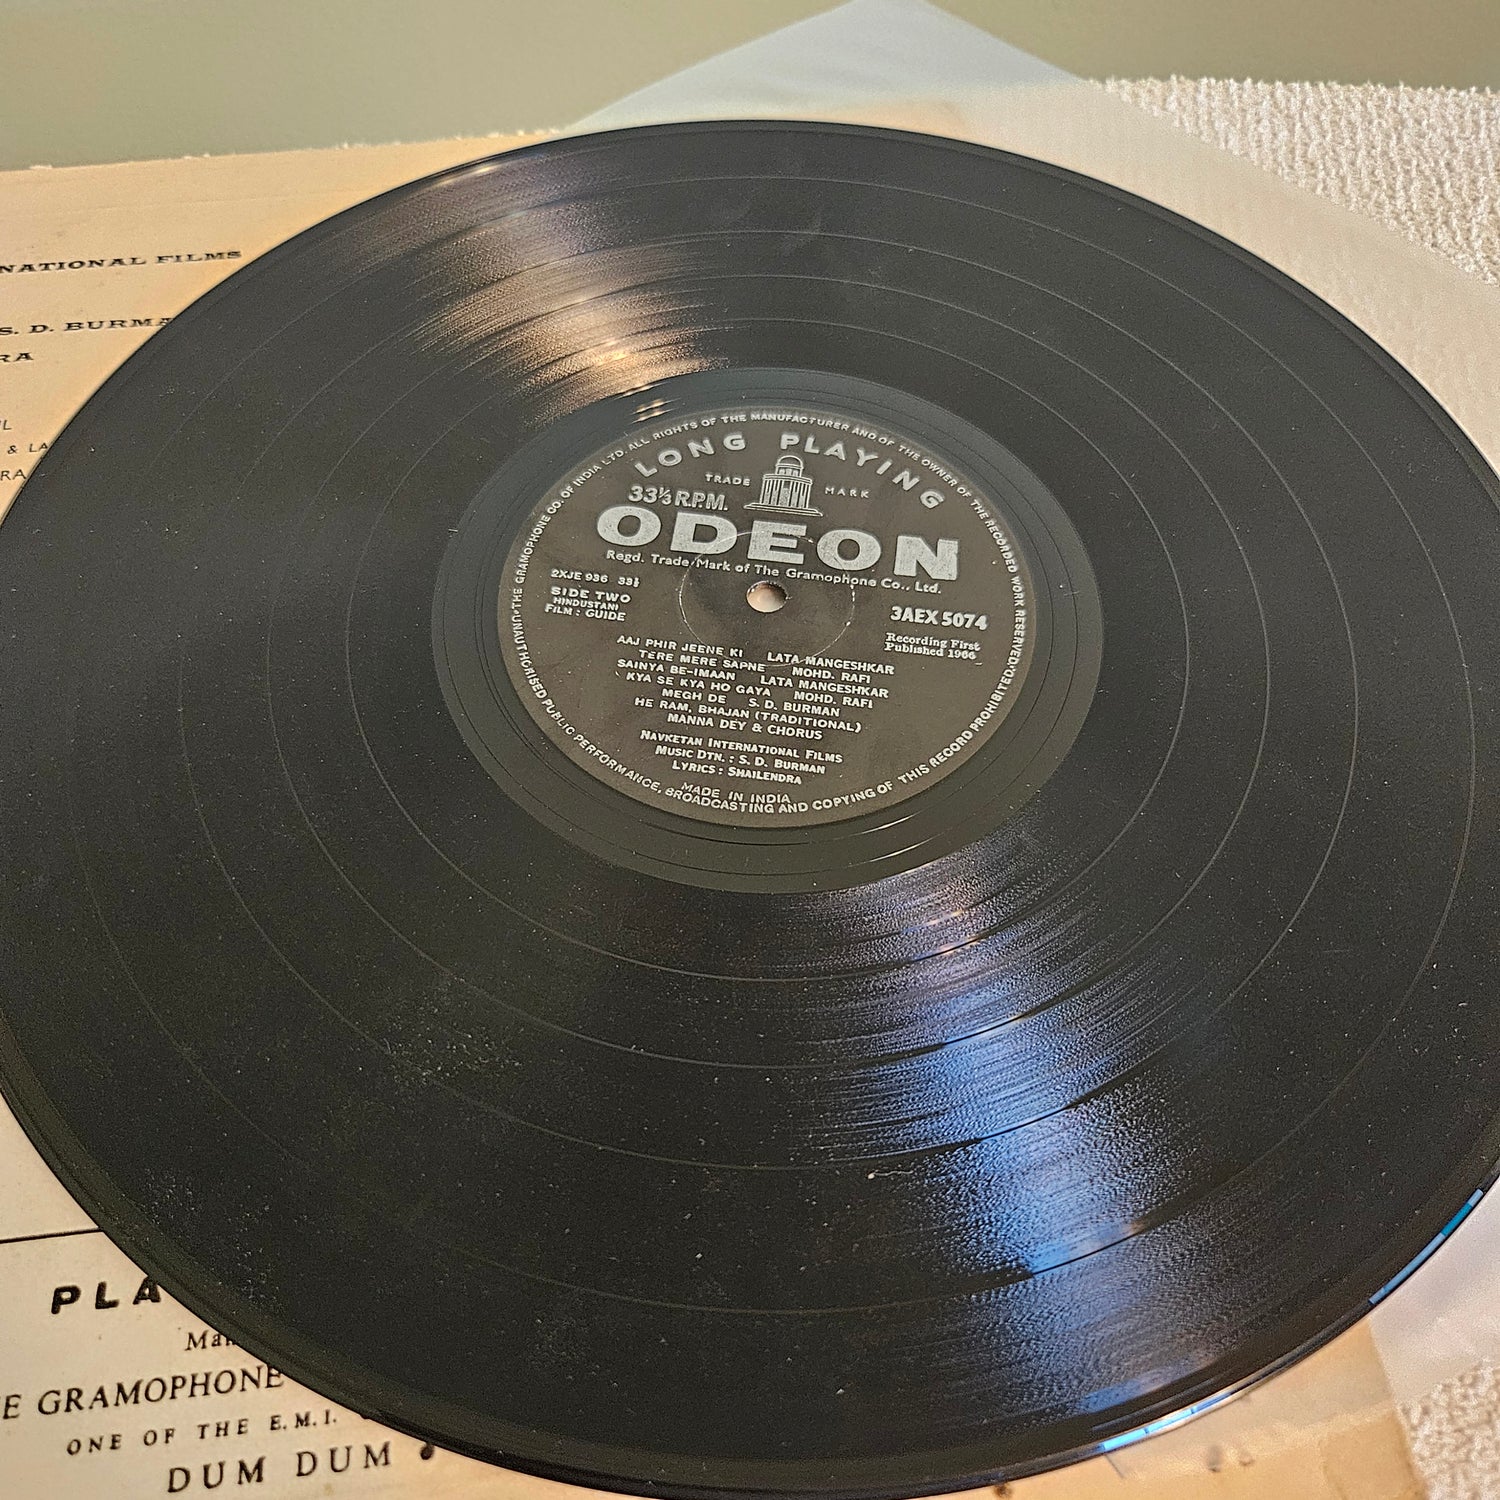 NATIONAL FILMS
S. D. BURMA
RA
& LA
RA
THE GRAMOPHONE CO. OF INDIA LTD. ALL RIGHTS OF THE MANUFACTURER AND OF THE OWNER OF THE RECORDED WORK RESERVED
UNAUTHORISED PUBLIC PERFORMANCE, BROADCASTING AND COPYING OF THIS RECORD PROHIBITED
LONG PLAYING
TRADE MARK
33⅓ R.P.M.
ODEON
Regd. Trade Mark of The Gramophone Co., Ltd.
2XJE 936 33⅓
SIDE TWO
HINDUSTANI
FILM : GUIDE
3AEX 5074
Recording First
Published 1966
AAJ PHIR JEENE KI LATA MANGESHKAR
TERE MERE SAPNE MOHD. RAFI
SAINYA BE-IMAAN LATA MANGESHKAR
KYA SE KYA HO GAYA MOHD. RAFI
MEGH DE S. D. BURMAN
HE RAM, BHAJAN (TRADITIONAL)
MANNA DEY & CHORUS
NAVKETAN INTERNATIONAL FILMS
MUSIC DTN. : S. D. BURMAN
LYRICS : SHAILENDRA
MADE IN INDIA
PLA
Man
E GRAMOPHONE
ONE OF THE E.M.I.
DUM DUM •